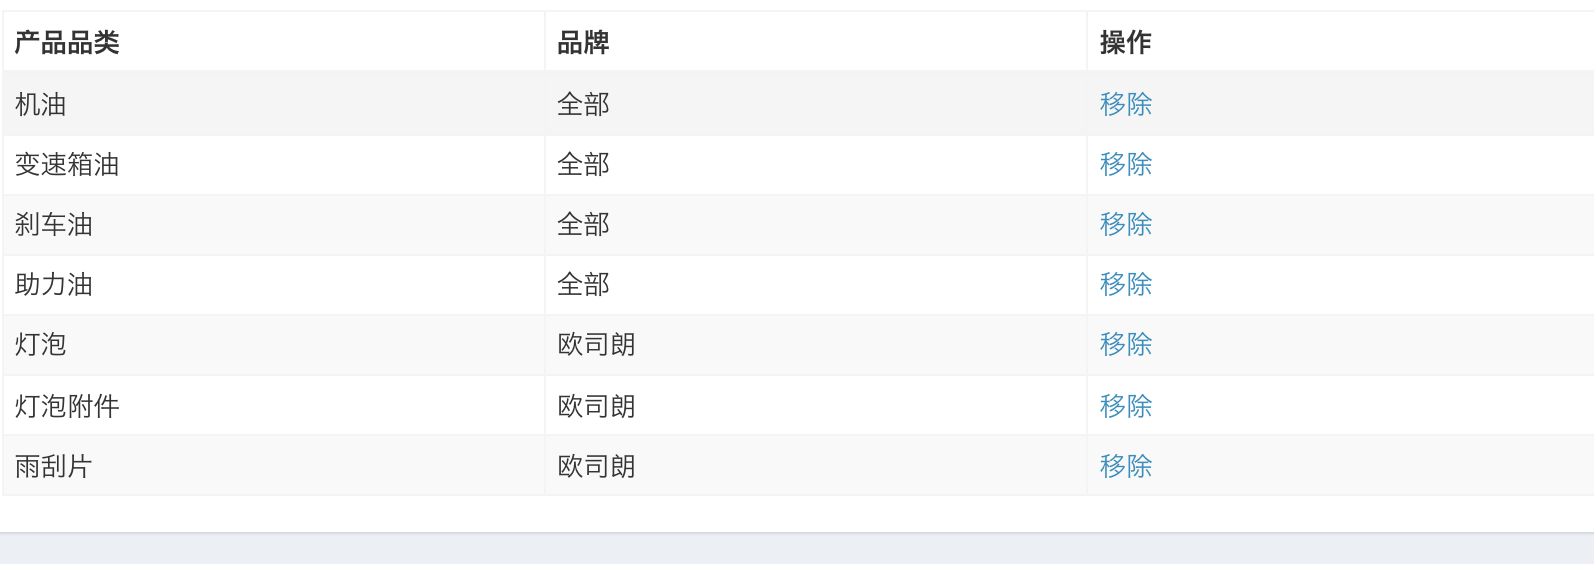 产品品类 品牌 操作
机油 全部 移除
变速箱油 全部 移除
刹车油 全部 移除
助力油 全部 移除
灯泡 欧司朗 移除
灯泡附件 欧司朗 移除
雨刮片 欧司朗 移除